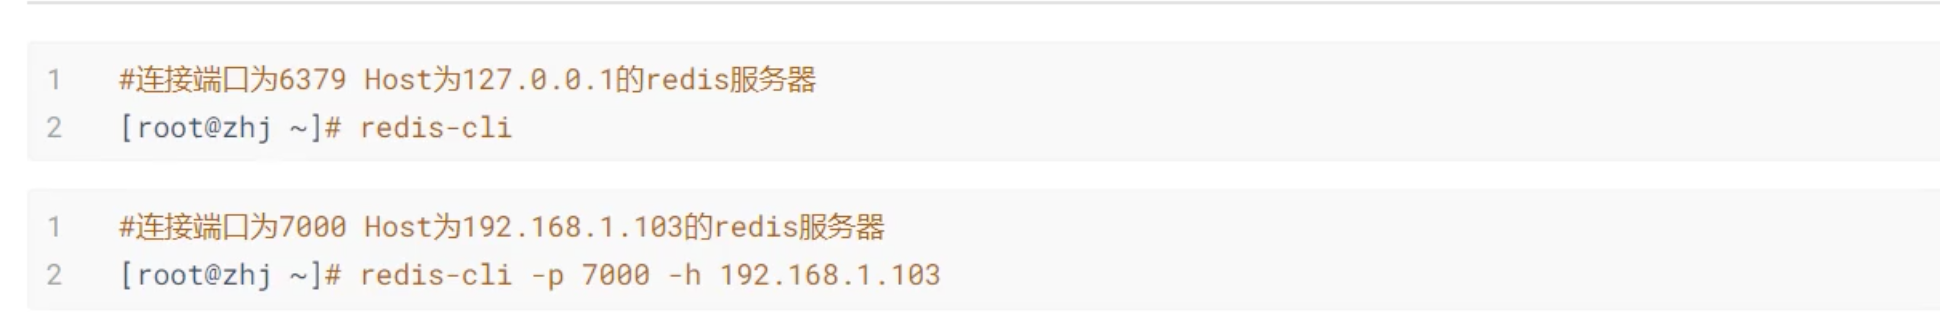 1 #连接端口为6379 Host为127.0.0.1的redis服务器
2 [root@zhj ~]# redis-cli
1 #连接端口为7000 Host为192.168.1.103的redis服务器
2 [root@zhj ~]# redis-cli -p 7000 -h 192.168.1.103